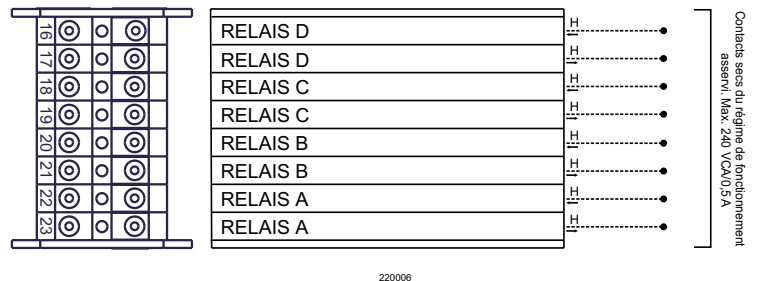 16 RELAIS D H
17 RELAIS D H
18 RELAIS C H
19 RELAIS C H
20 RELAIS B H
21 RELAIS B H
22 RELAIS A H
23 RELAIS A H
Contacts secs du régime de fonctionnement
asservi. Max. 240 VCA/0,5 A
220006